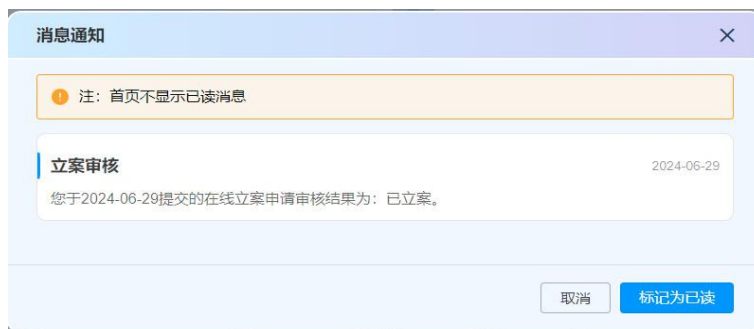 消息通知
注：首页不显示已读消息
立案审核
2024-06-29
您于2024-06-29提交的在线立案申请审核结果为：已立案。
取消
标记为已读